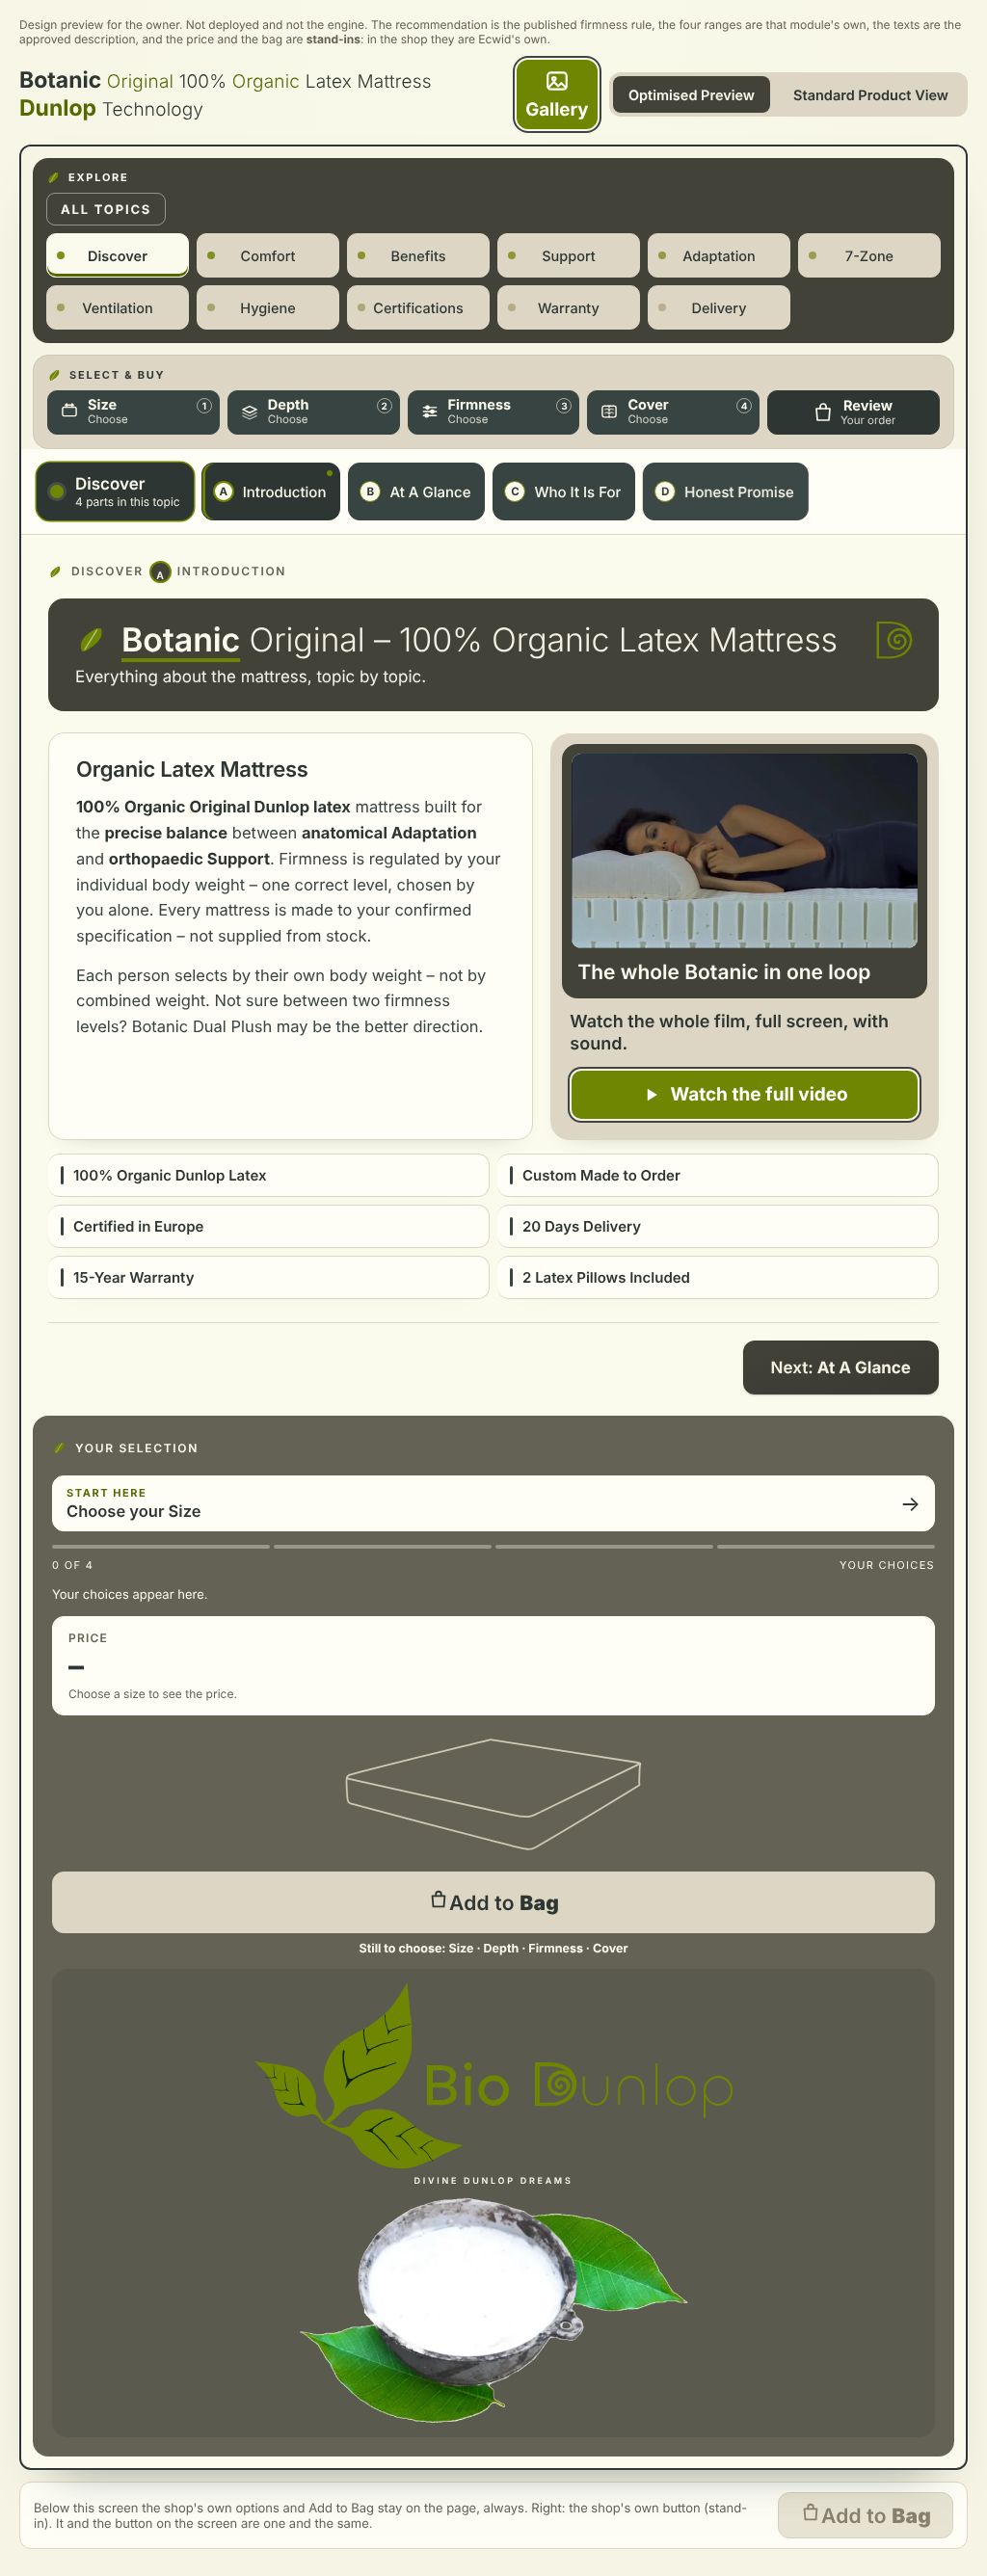 Design preview for the owner. Not deployed and not the engine. The recommendation is the published firmness rule, the four ranges are that module's own, the texts are the
approved description, and the price and the bag are stand-ins: in the shop they are Ecwid's own.
Botanic Original 100% Organic Latex Mattress
Dunlop Technology
Gallery
Optimised Preview
Standard Product View
EXPLORE
ALL TOPICS
Discover
Comfort
Benefits
Support
Adaptation
7-Zone
Ventilation
Hygiene
Certifications
Warranty
Delivery
SELECT & BUY
Size
Choose
1
Depth
Choose
2
Firmness
Choose
3
Cover
Choose
4
Review
Your order
Discover
4 parts in this topic
A Introduction
B At A Glance
C Who It Is For
D Honest Promise
DISCOVER A INTRODUCTION
Botanic Original – 100% Organic Latex Mattress
Everything about the mattress, topic by topic.
Organic Latex Mattress
100% Organic Original Dunlop latex mattress built for
the precise balance between anatomical Adaptation
and orthopaedic Support. Firmness is regulated by your
individual body weight – one correct level, chosen by
you alone. Every mattress is made to your confirmed
specification – not supplied from stock.
Each person selects by their own body weight – not by
combined weight. Not sure between two firmness
levels? Botanic Dual Plush may be the better direction.
The whole Botanic in one loop
Watch the whole film, full screen, with
sound.
Watch the full video
100% Organic Dunlop Latex
Custom Made to Order
Certified in Europe
20 Days Delivery
15-Year Warranty
2 Latex Pillows Included
Next: At A Glance
YOUR SELECTION
START HERE
Choose your Size
0 OF 4
YOUR CHOICES
Your choices appear here.
PRICE
–
Choose a size to see the price.
Add to Bag
Still to choose: Size · Depth · Firmness · Cover
Bio Dunlop
DIVINE DUNLOP DREAMS
Below this screen the shop's own options and Add to Bag stay on the page, always. Right: the shop's own button (stand-
in). It and the button on the screen are one and the same.
Add to Bag